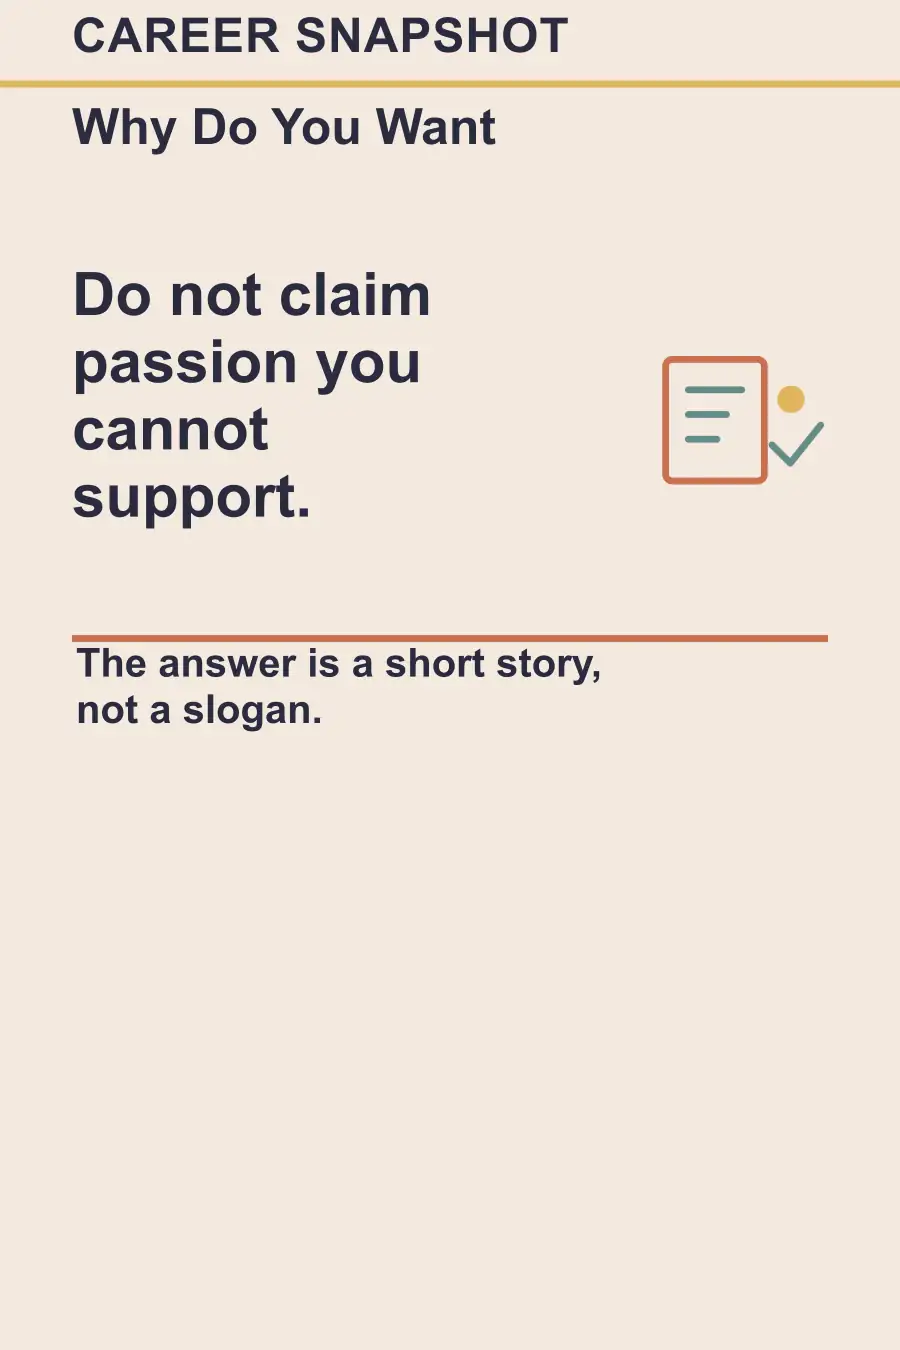 CAREER SNAPSHOT
Why Do You Want
Do not claim
passion you
cannot
support.
The answer is a short story,
not a slogan.